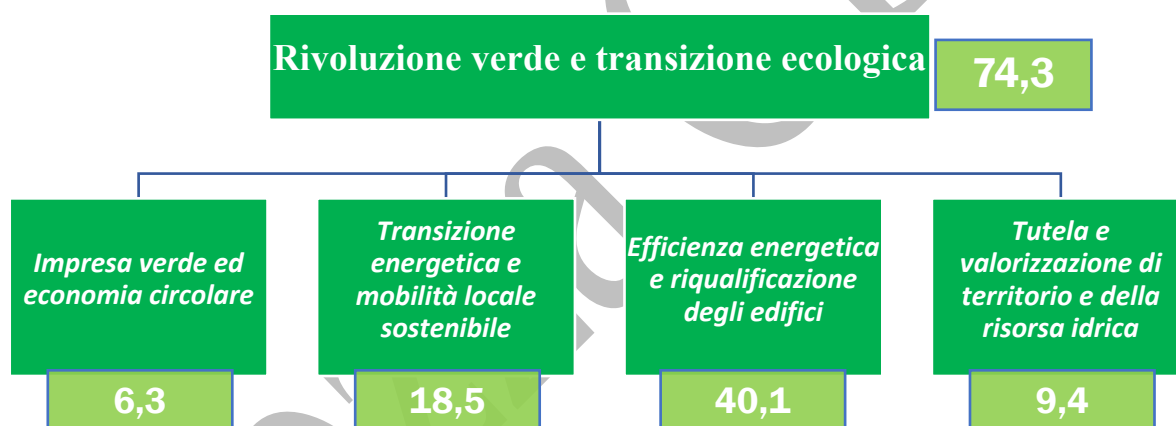 Rivoluzione verde e transizione ecologica
74,3
Impresa verde ed
economia circolare
6,3
Transizione
energetica e
mobilità locale
sostenibile
18,5
Efficienza energetica
e riqualificazione
degli edifici
40,1
Tutela e
valorizzazione di
territorio e della
risorsa idrica
9,4